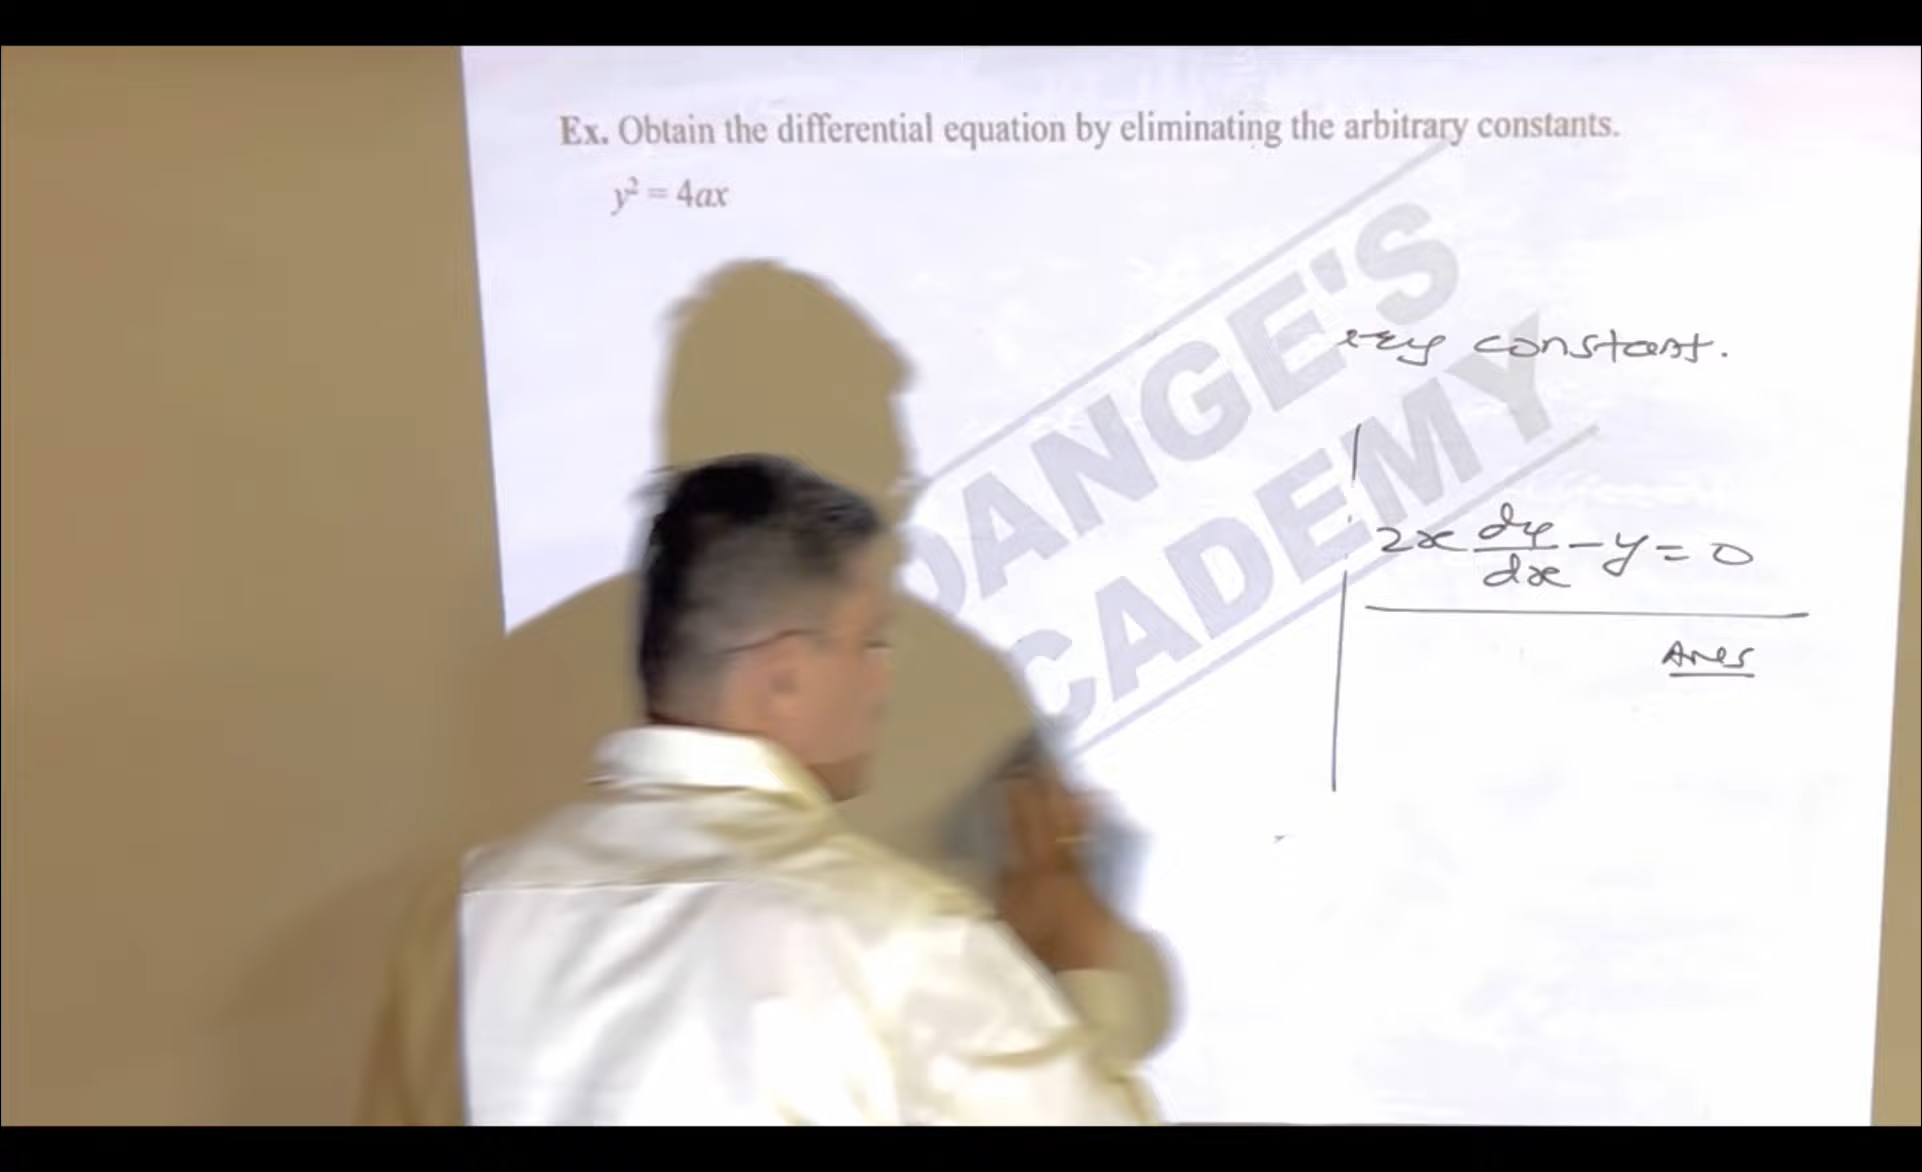 Ex. Obtain the differential equation by eliminating the arbitrary constants.
y² = 4ax
DANGE'S
ACADEMY
constant.
2x dy/dx - y = 0
Ans